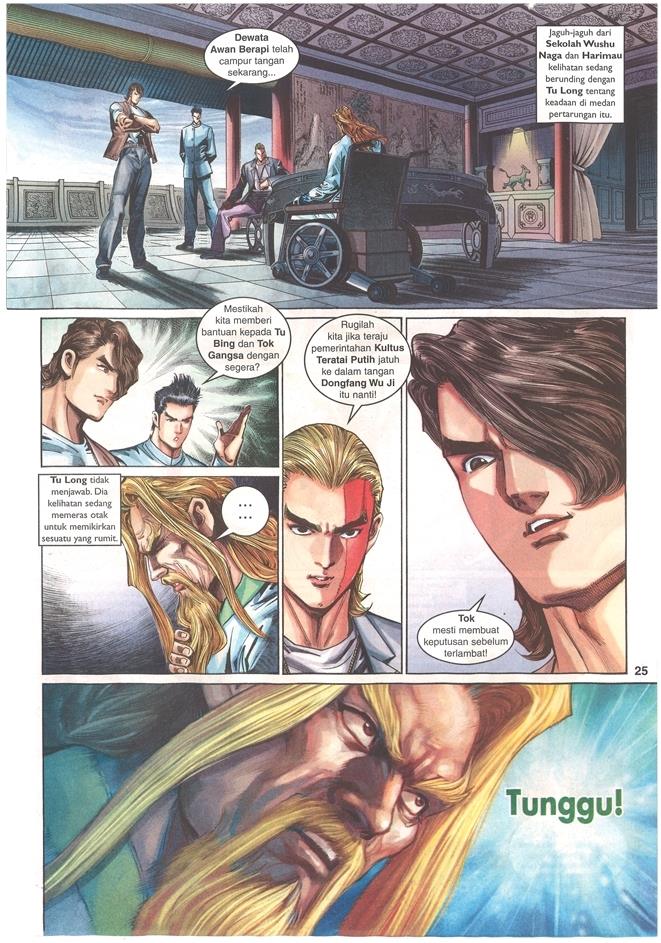 Jaguh-jaguh dari
Sekolah Wushu
Naga dan Harimau
kelihatan sedang
berunding dengan
Tu Long tentang
keadaan di medan
pertarungan itu.
Dewata
Awan Berapi telah
campur tangan
sekarang...
Mestikah
kita memberi
bantuan kepada Tu
Bing dan Tok
Gangsa dengan
segera?
Rugilah
kita jika teraju
pemerintahan Kultus
Teratai Putih jatuh
ke dalam tangan
Dongfang Wu Ji
itu nanti!
Tok
mesti membuat
keputusan sebelum
terlambat!
Tu Long tidak
menjawab. Dia
kelihatan sedang
memeras otak
untuk memikirkan
sesuatu yang rumit.
...
...
25
Tunggu!